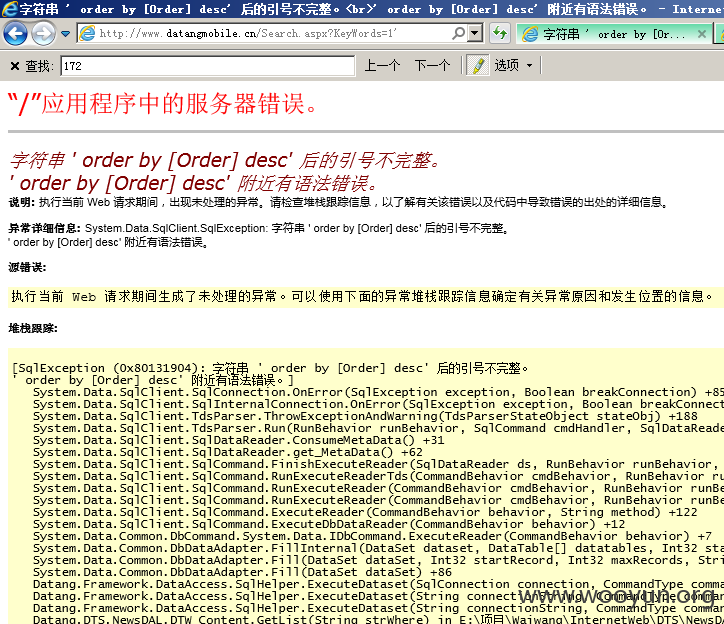 字符串 ' order by [Order] desc' 后的引号不完整。<br>' order by [Order] desc' 附近有语法错误。 - Interne
http://www.datangmobile.cn/Search.aspx?KeyWords=1'
字符串 ' order by [Or...
查找: 172 上一个 下一个 选项
“/”应用程序中的服务器错误。
字符串 ' order by [Order] desc' 后的引号不完整。
' order by [Order] desc' 附近有语法错误。
说明: 执行当前 Web 请求期间，出现未处理的异常。请检查堆栈跟踪信息，以了解有关该错误以及代码中导致错误的出处的详细信息。
异常详细信息: System.Data.SqlClient.SqlException: 字符串 ' order by [Order] desc' 后的引号不完整。
' order by [Order] desc' 附近有语法错误。
源错误:
执行当前 Web 请求期间生成了未处理的异常。可以使用下面的异常堆栈跟踪信息确定有关异常原因和发生位置的信息。
堆栈跟踪:
[SqlException (0x80131904): 字符串 ' order by [Order] desc' 后的引号不完整。
' order by [Order] desc' 附近有语法错误。]
System.Data.SqlClient.SqlConnection.OnError(SqlException exception, Boolean breakConnection) +85
System.Data.SqlClient.SqlInternalConnection.OnError(SqlException exception, Boolean breakConnect
System.Data.SqlClient.TdsParser.ThrowExceptionAndWarning(TdsParserStateObject stateObj) +188
System.Data.SqlClient.TdsParser.Run(RunBehavior runBehavior, SqlCommand cmdHandler, SqlDataReade
System.Data.SqlClient.SqlDataReader.ConsumeMetaData() +31
System.Data.SqlClient.SqlDataReader.get_MetaData() +62
System.Data.SqlClient.SqlCommand.FinishExecuteReader(SqlDataReader ds, RunBehavior runBehavior,
System.Data.SqlClient.SqlCommand.RunExecuteReaderTds(CommandBehavior cmdBehavior, RunBehavior ru
System.Data.SqlClient.SqlCommand.RunExecuteReader(CommandBehavior cmdBehavior, RunBehavior runBe
System.Data.SqlClient.SqlCommand.RunExecuteReader(CommandBehavior cmdBehavior, RunBehavior runBe
System.Data.SqlClient.SqlCommand.ExecuteReader(CommandBehavior behavior, String method) +122
System.Data.SqlClient.SqlCommand.ExecuteDbDataReader(CommandBehavior behavior) +12
System.Data.Common.DbCommand.System.Data.IDbCommand.ExecuteReader(CommandBehavior behavior) +7
System.Data.Common.DbDataAdapter.FillInternal(DataSet dataset, DataTable[] datatables, Int32 sta
System.Data.Common.DbDataAdapter.Fill(DataSet dataSet, Int32 startRecord, Int32 maxRecords, Stri
System.Data.Common.DbDataAdapter.Fill(DataSet dataSet) +86
Datang.Framework.DataAccess.SqlHelper.ExecuteDataset(SqlConnection connection, CommandType comma
Datang.Framework.DataAccess.SqlHelper.ExecuteDataset(String connectionString, CommandType comman
Datang.Framework.DataAccess.SqlHelper.ExecuteDataset(String connectionString, CommandType comman
Datang.DTS.NewsDAL.DTW_Content.GetList(String strWhere) in E:\项目\Waiwang\InternetWeb\DTS\Newsp
www.wooyun.org